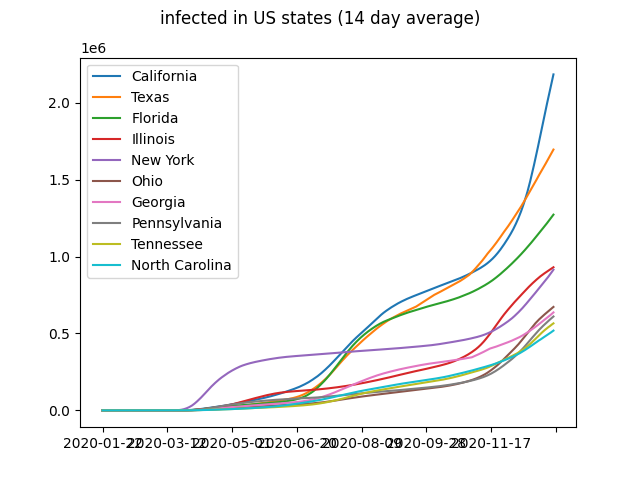 infected in US states (14 day average)
1e6
California
Texas
Florida
Illinois
New York
Ohio
Georgia
Pennsylvania
Tennessee
North Carolina
2.0
1.5
1.0
0.5
0.0
2020-01-22 2020-03-12 2020-05-01 2020-06-20 2020-08-09 2020-09-28 2020-11-17